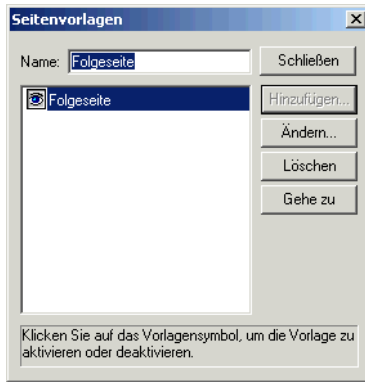 Seitenvorlagen
Name: Folgeseite
Schließen
Folgeseite
Hinzufügen...
Ändern...
Löschen
Gehe zu
Klicken Sie auf das Vorlagensymbol, um die Vorlage zu
aktivieren oder deaktivieren.